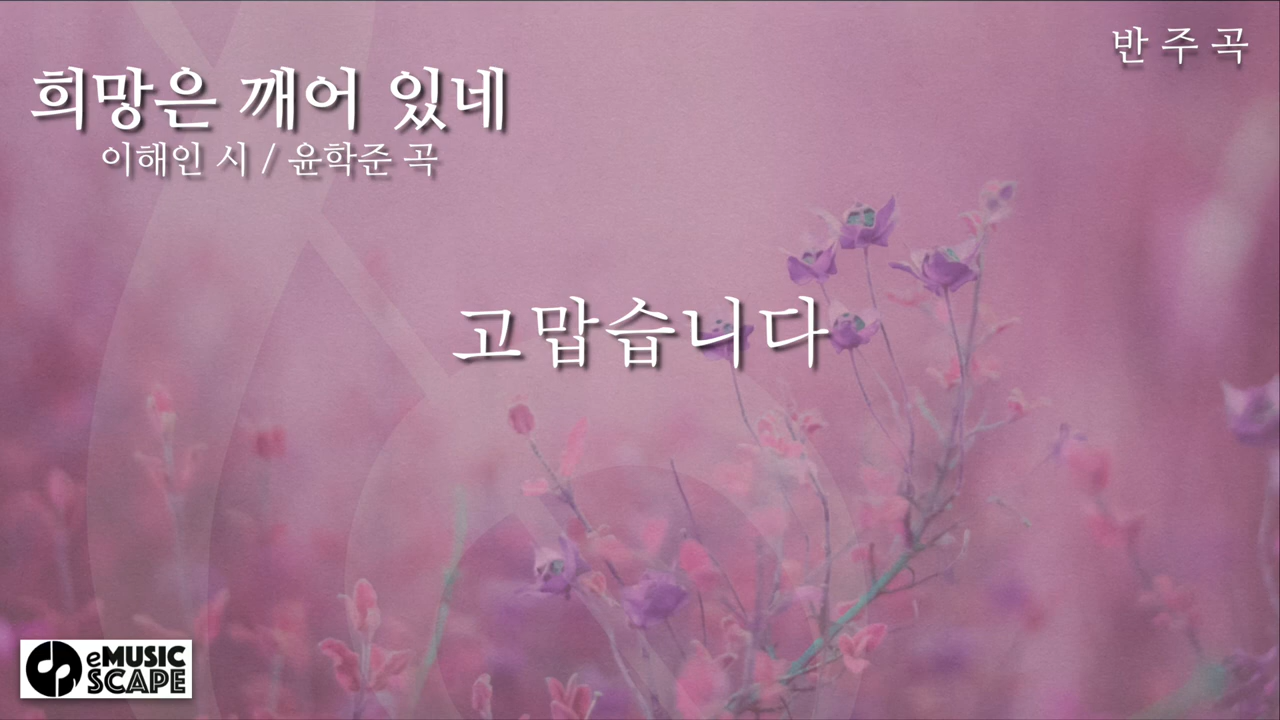 반 주 곡
희망은 깨어 있네
이해인 시 / 윤학준 곡
고맙습니다
eMUSIC
SCAPE